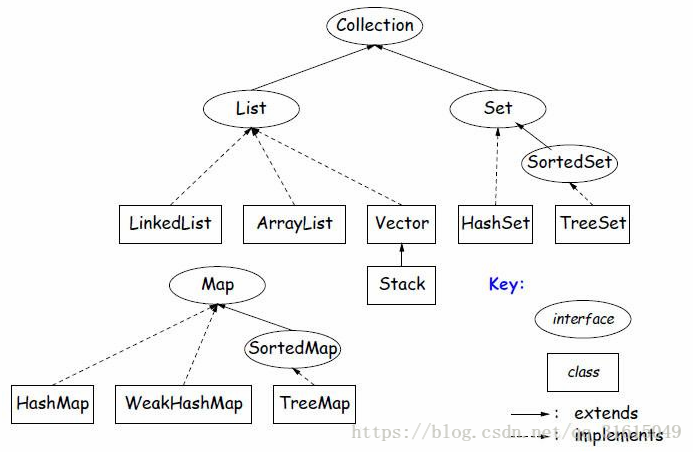 Collection
List
Set
SortedSet
LinkedList
ArrayList
Vector
HashSet
TreeSet
Map
Stack
Key:
interface
SortedMap
class
HashMap
WeakHashMap
TreeMap
: extends
: implements
https://blog.csdn.net/qq_31615049